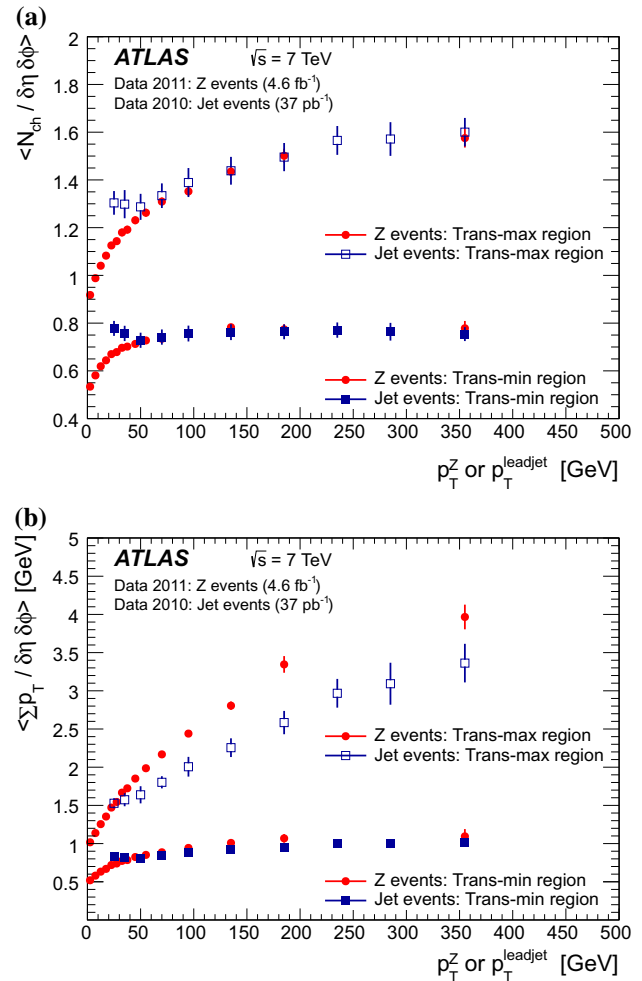 (a)
<N_ch / δη δϕ>
2
1.8
1.6
1.4
1.2
1
0.8
0.6
0.4
ATLAS √s = 7 TeV
Data 2011: Z events (4.6 fb⁻¹)
Data 2010: Jet events (37 pb⁻¹)
Z events: Trans-max region
Jet events: Trans-max region
Z events: Trans-min region
Jet events: Trans-min region
0 50 100 150 200 250 300 350 400 450 500
p_T^Z or p_T^leadjet [GeV]
(b)
<Σp_T / δη δϕ> [GeV]
5
4.5
4
3.5
3
2.5
2
1.5
1
0.5
ATLAS √s = 7 TeV
Data 2011: Z events (4.6 fb⁻¹)
Data 2010: Jet events (37 pb⁻¹)
Z events: Trans-max region
Jet events: Trans-max region
Z events: Trans-min region
Jet events: Trans-min region
0 50 100 150 200 250 300 350 400 450 500
p_T^Z or p_T^leadjet [GeV]